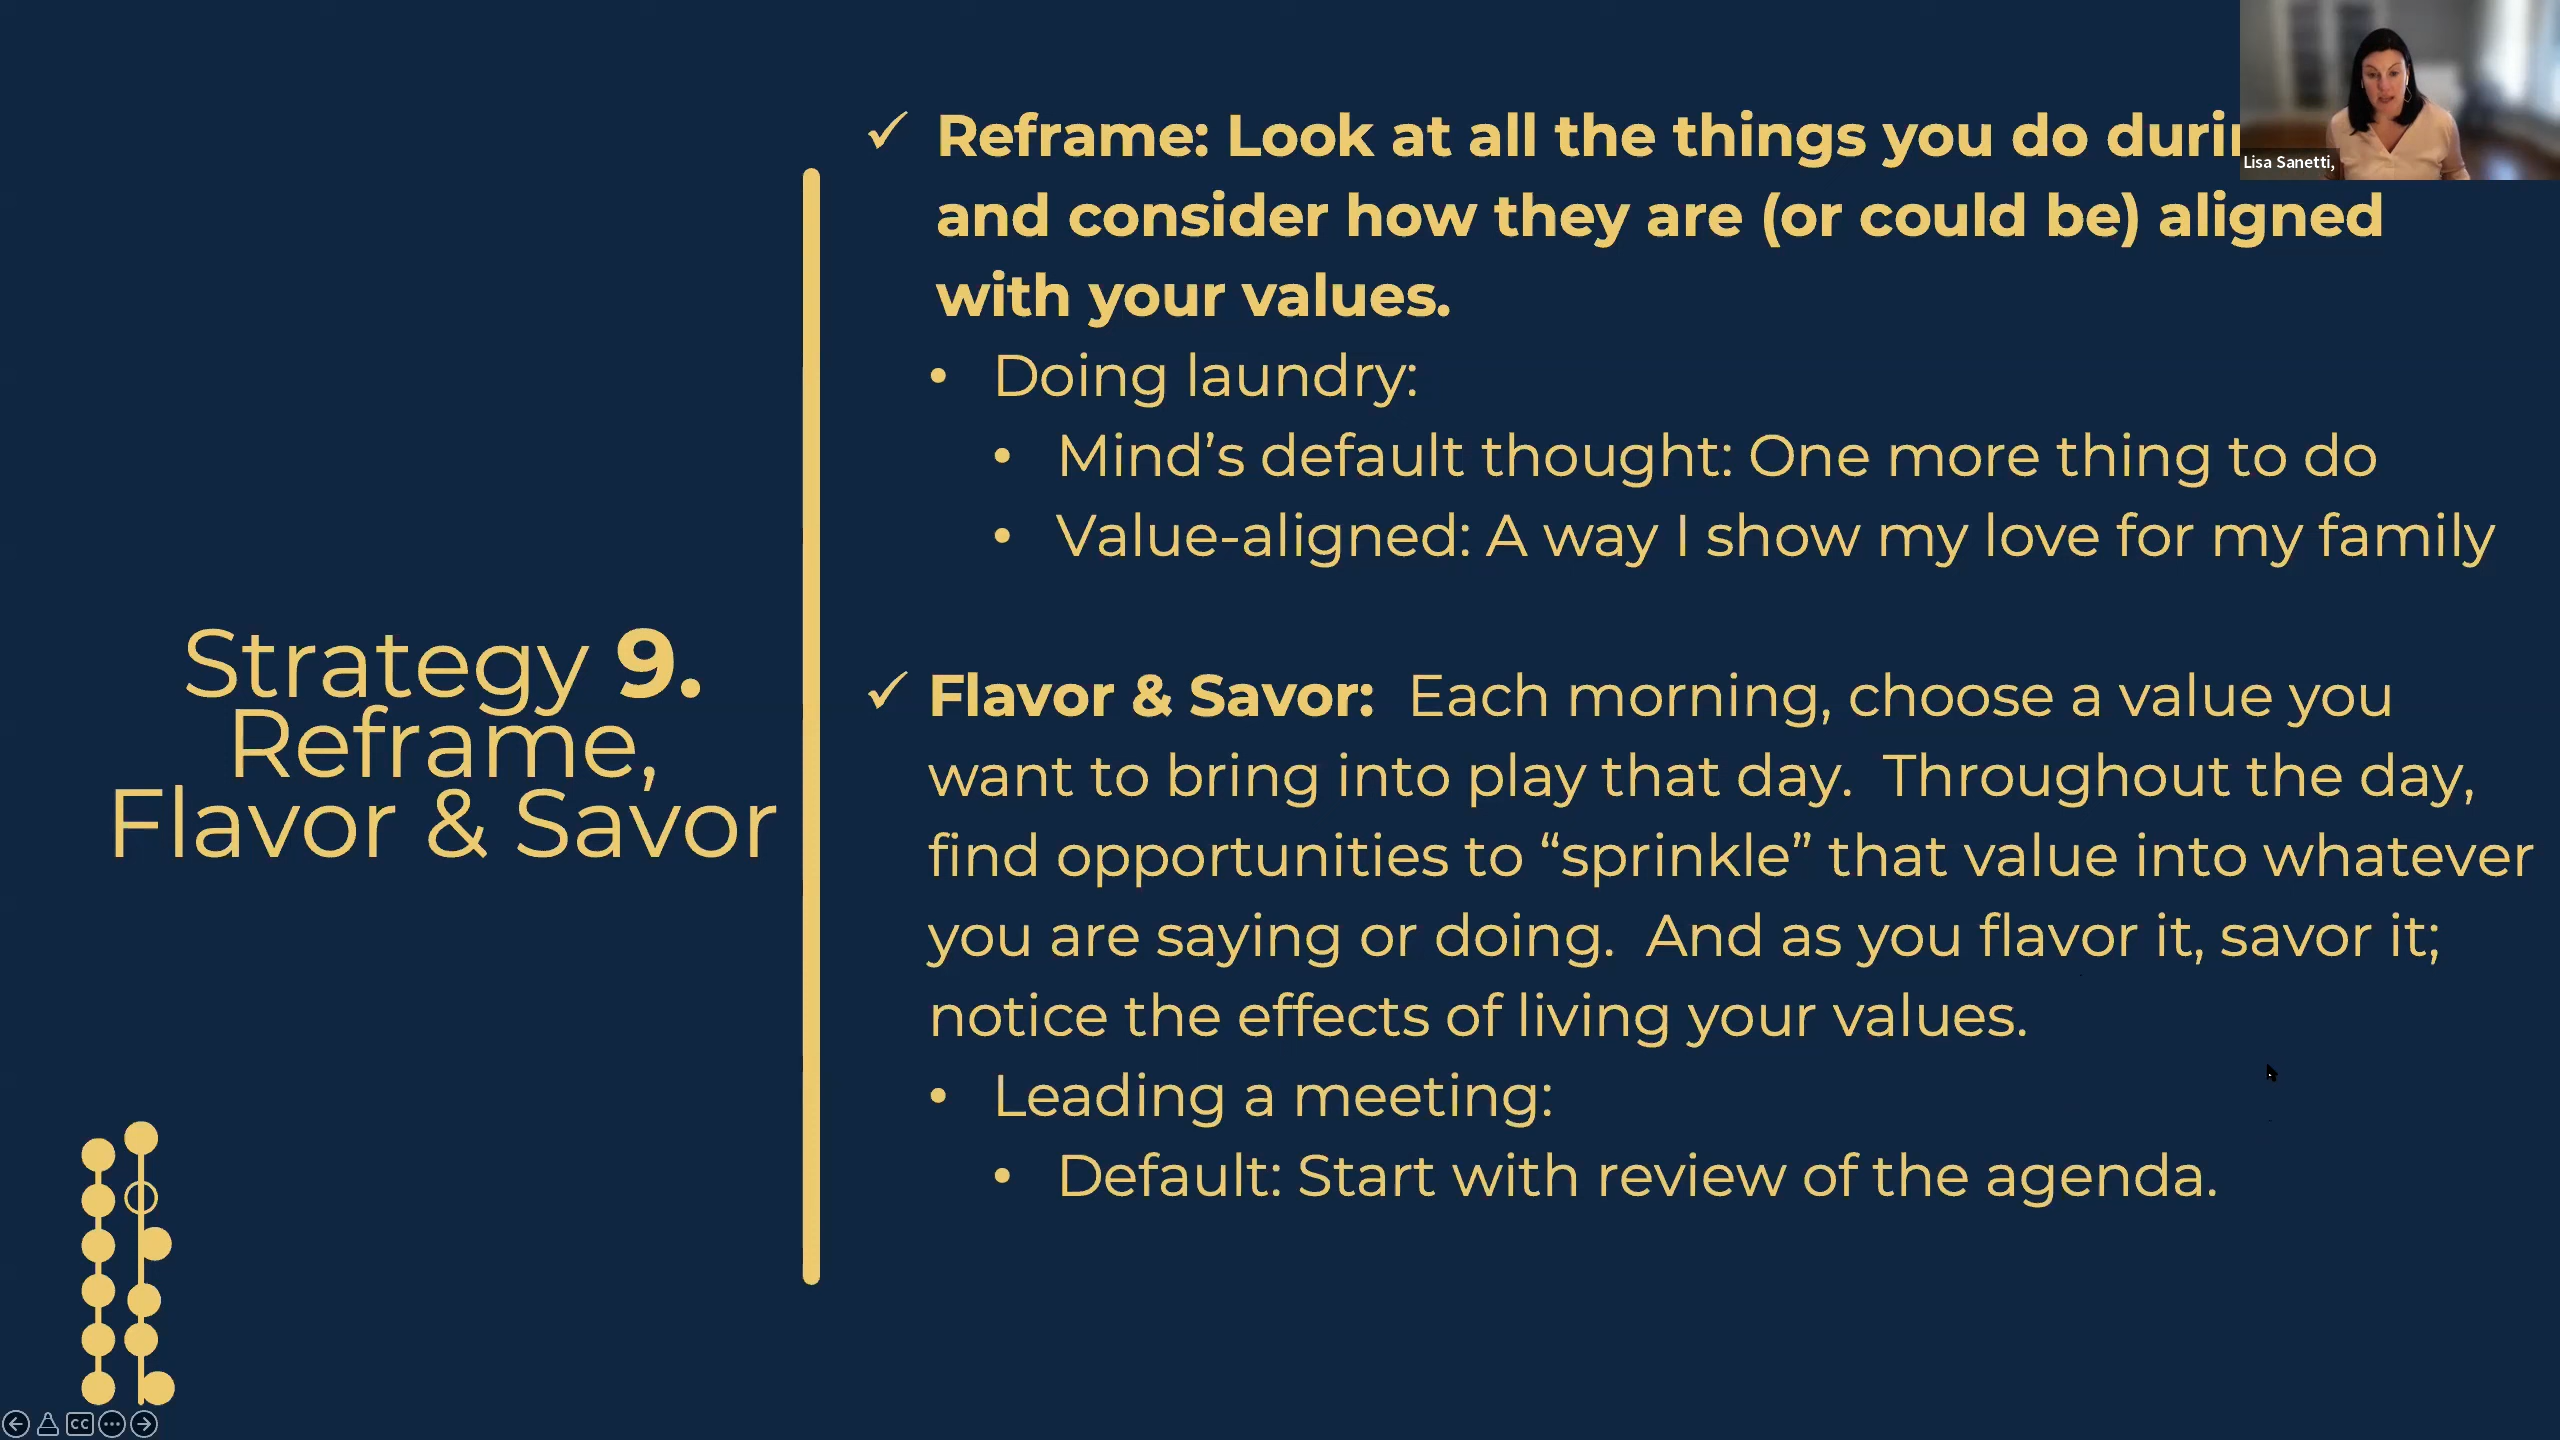 Strategy 9.
Reframe,
Flavor & Savor
✓ Reframe: Look at all the things you do
and consider how they are (or could be) aligned
with your values.
• Doing laundry:
• Mind’s default thought: One more thing to do
• Value-aligned: A way I show my love for my family
✓ Flavor & Savor: Each morning, choose a value you
want to bring into play that day. Throughout the day,
find opportunities to “sprinkle” that value into whatever
you are saying or doing. And as you flavor it, savor it;
notice the effects of living your values.
• Leading a meeting:
• Default: Start with review of the agenda.
Lisa Sanetti,
CC